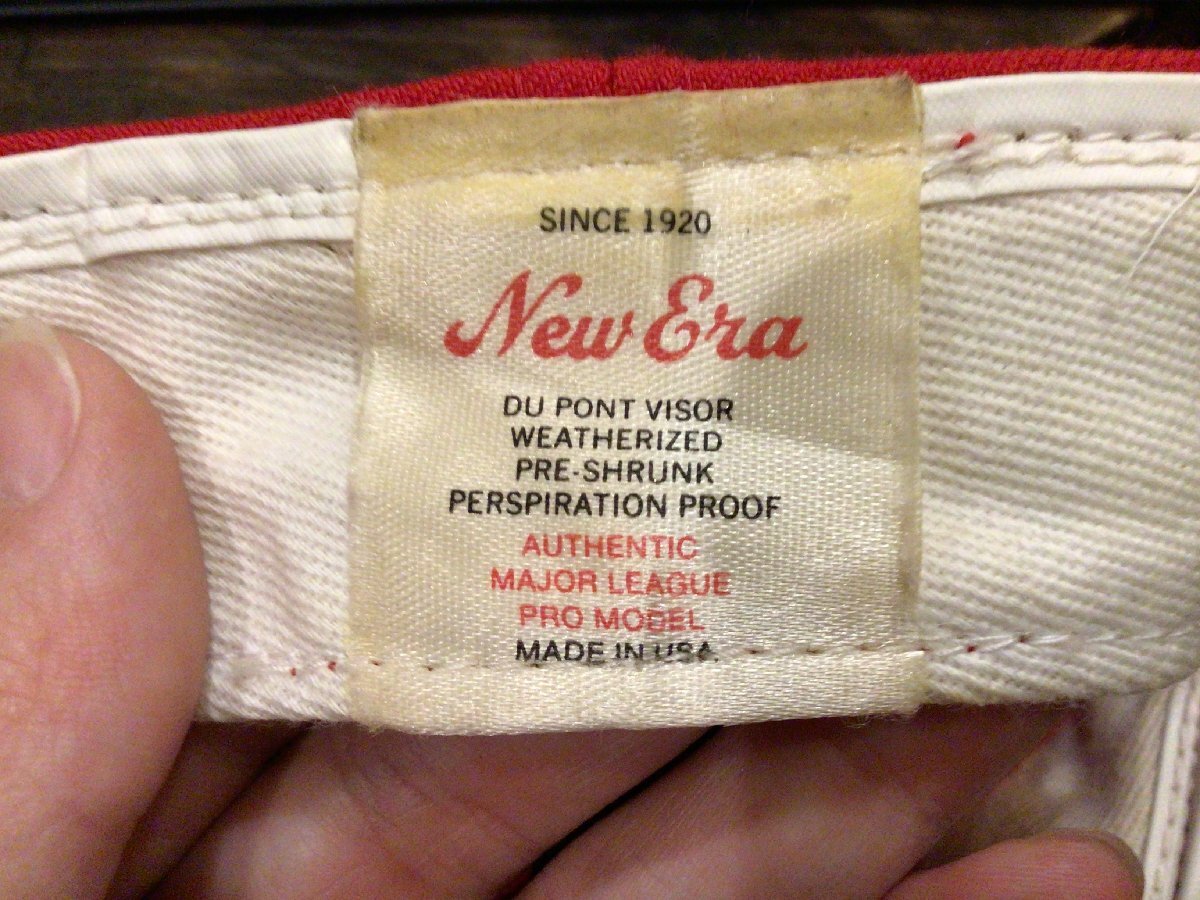 SINCE 1920
New Era
DU PONT VISOR
WEATHERIZED
PRE-SHRUNK
PERSPIRATION PROOF
AUTHENTIC
MAJOR LEAGUE
PRO MODEL
MADE IN USA.